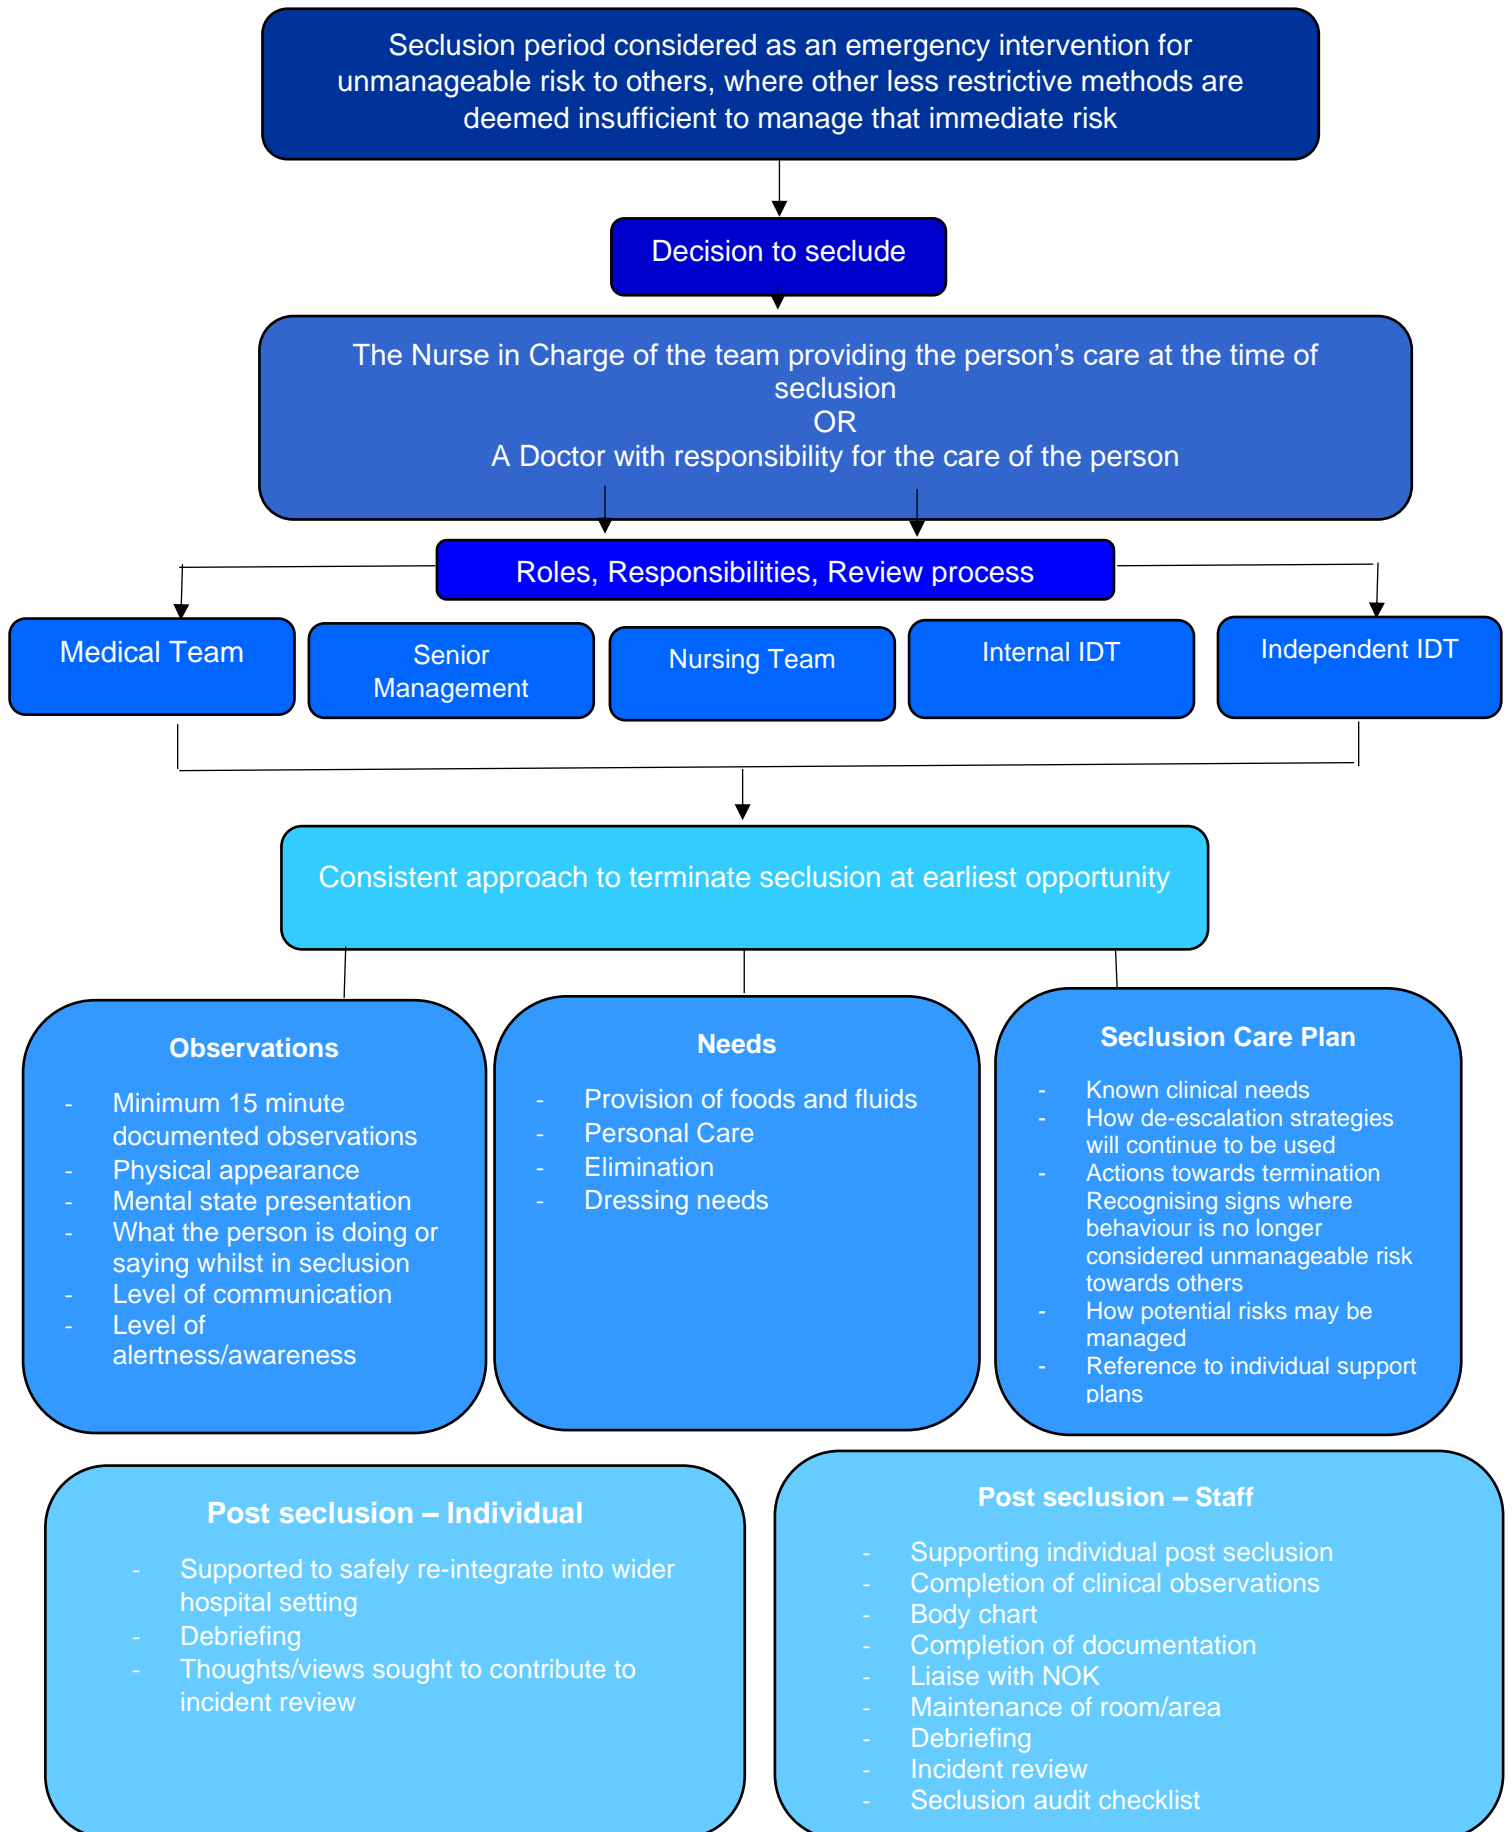 Seclusion period considered as an emergency intervention for
unmanageable risk to others, where other less restrictive methods are
deemed insufficient to manage that immediate risk
Decision to seclude
The Nurse in Charge of the team providing the person’s care at the time of
seclusion
OR
A Doctor with responsibility for the care of the person
Roles, Responsibilities, Review process
Medical Team
Senior
Management
Nursing Team
Internal IDT
Independent IDT
Consistent approach to terminate seclusion at earliest opportunity
Observations
- Minimum 15 minute
documented observations
- Physical appearance
- Mental state presentation
- What the person is doing or
saying whilst in seclusion
- Level of communication
- Level of
alertness/awareness
Needs
- Provision of foods and fluids
- Personal Care
- Elimination
- Dressing needs
Seclusion Care Plan
- Known clinical needs
- How de-escalation strategies
will continue to be used
- Actions towards termination
Recognising signs where
behaviour is no longer
considered unmanageable risk
towards others
- How potential risks may be
managed
- Reference to individual support
plans
Post seclusion – Individual
- Supported to safely re-integrate into wider
hospital setting
- Debriefing
- Thoughts/views sought to contribute to
incident review
Post seclusion – Staff
- Supporting individual post seclusion
- Completion of clinical observations
- Body chart
- Completion of documentation
- Liaise with NOK
- Maintenance of room/area
- Debriefing
- Incident review
- Seclusion audit checklist